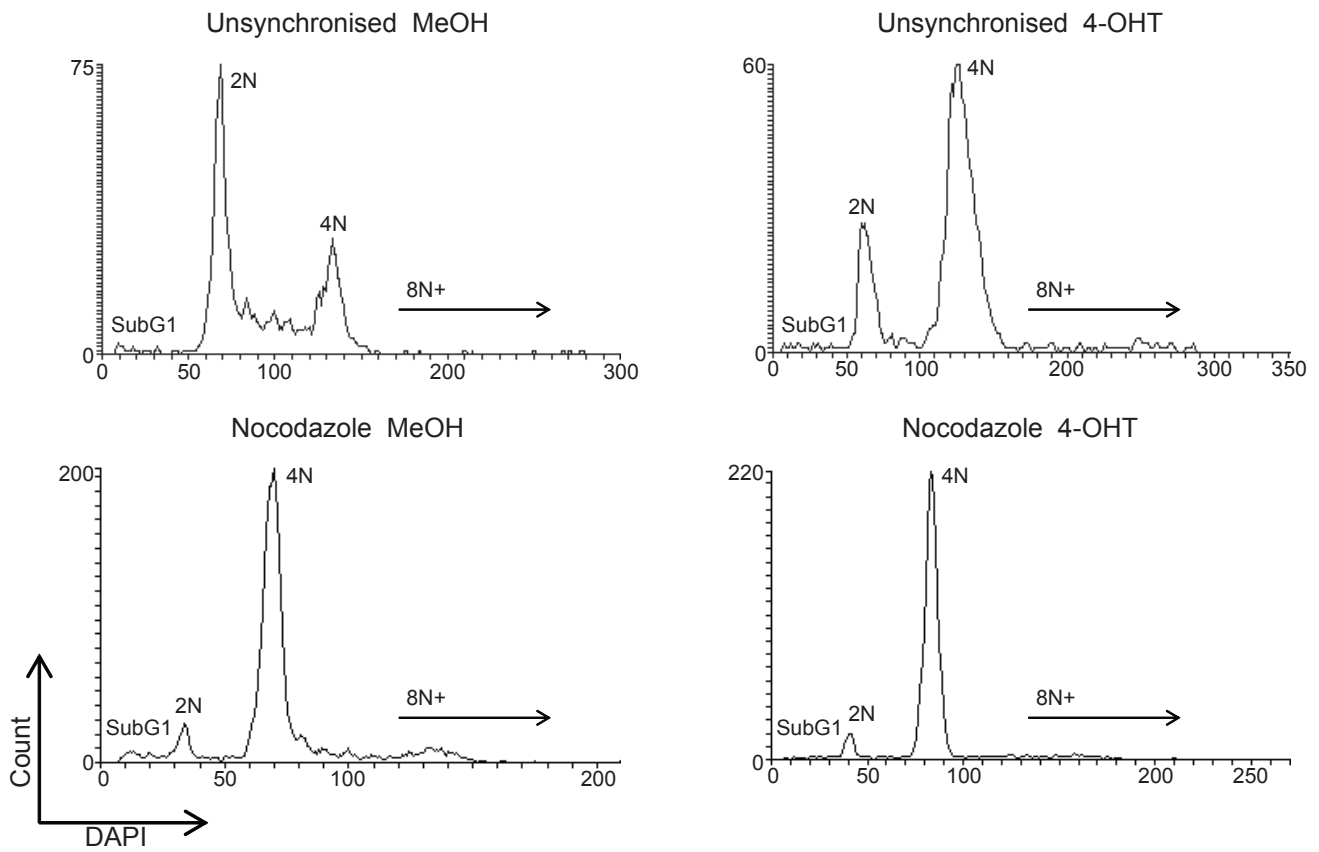 Unsynchronised MeOH
75
2N
4N
8N+
SubG1
0
0 50 100 200 300
Unsynchronised 4-OHT
60
4N
2N
8N+
SubG1
0
0 50 100 200 300 350
Nocodazole MeOH
200
4N
8N+
2N
SubG1
0
0 50 100 200
Nocodazole 4-OHT
220
4N
8N+
SubG1 2N
0
0 50 100 200 250
Count
DAPI